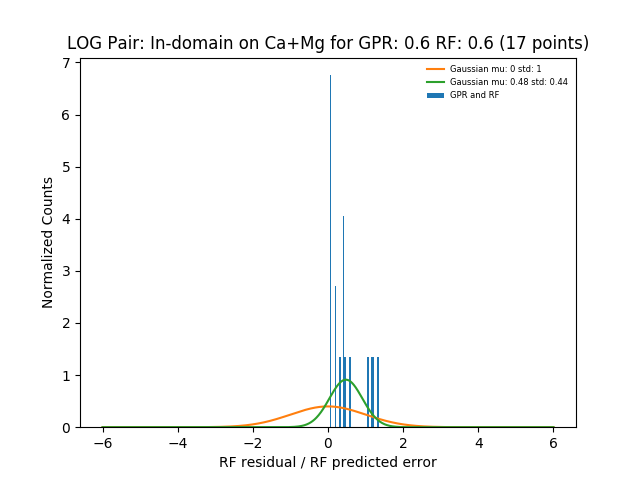 LOG Pair: In-domain on Ca+Mg for GPR: 0.6 RF: 0.6 (17 points)
Gaussian mu: 0 std: 1
Gaussian mu: 0.48 std: 0.44
GPR and RF
Normalized Counts
7
6
5
4
3
2
1
0
−6 −4 −2 0 2 4 6
RF residual / RF predicted error